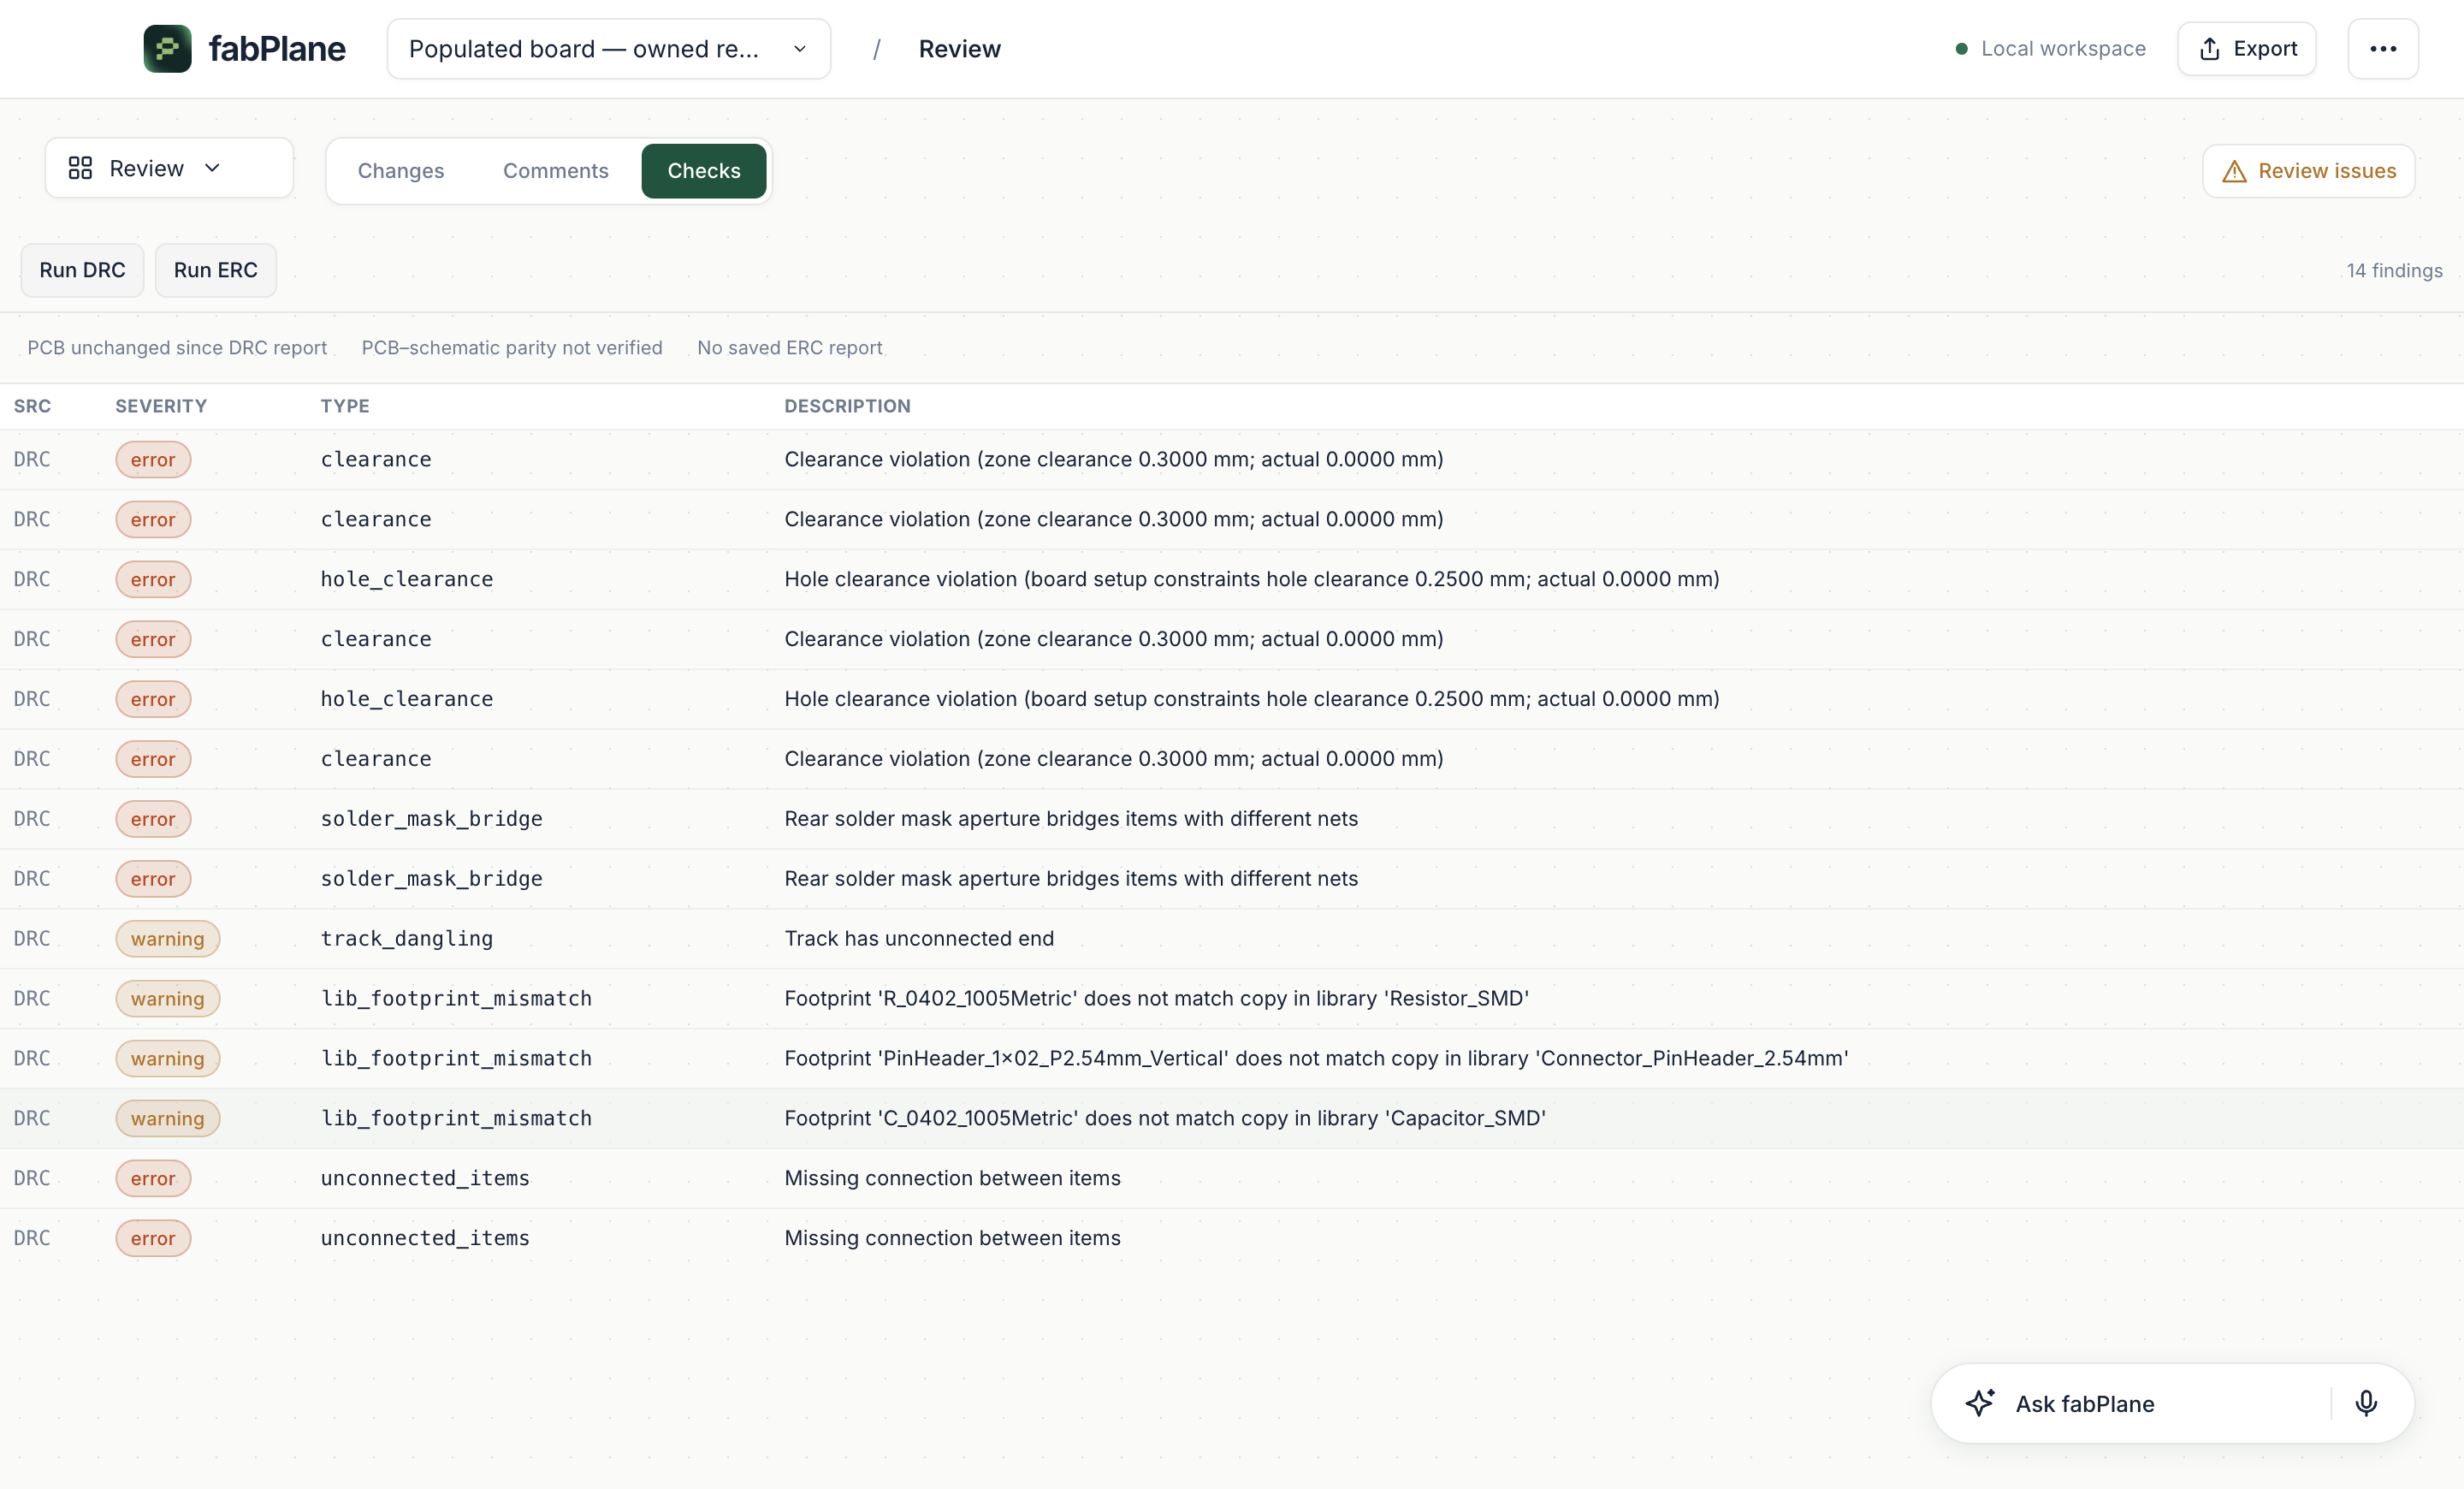 fabPlane Populated board — owned re... / Review Local workspace Export
Review Changes Comments Checks Review issues
Run DRC Run ERC 14 findings
PCB unchanged since DRC report PCB–schematic parity not verified No saved ERC report
SRC SEVERITY TYPE DESCRIPTION
DRC error clearance Clearance violation (zone clearance 0.3000 mm; actual 0.0000 mm)
DRC error clearance Clearance violation (zone clearance 0.3000 mm; actual 0.0000 mm)
DRC error hole_clearance Hole clearance violation (board setup constraints hole clearance 0.2500 mm; actual 0.0000 mm)
DRC error clearance Clearance violation (zone clearance 0.3000 mm; actual 0.0000 mm)
DRC error hole_clearance Hole clearance violation (board setup constraints hole clearance 0.2500 mm; actual 0.0000 mm)
DRC error clearance Clearance violation (zone clearance 0.3000 mm; actual 0.0000 mm)
DRC error solder_mask_bridge Rear solder mask aperture bridges items with different nets
DRC error solder_mask_bridge Rear solder mask aperture bridges items with different nets
DRC warning track_dangling Track has unconnected end
DRC warning lib_footprint_mismatch Footprint 'R_0402_1005Metric' does not match copy in library 'Resistor_SMD'
DRC warning lib_footprint_mismatch Footprint 'PinHeader_1×02_P2.54mm_Vertical' does not match copy in library 'Connector_PinHeader_2.54mm'
DRC warning lib_footprint_mismatch Footprint 'C_0402_1005Metric' does not match copy in library 'Capacitor_SMD'
DRC error unconnected_items Missing connection between items
DRC error unconnected_items Missing connection between items
Ask fabPlane